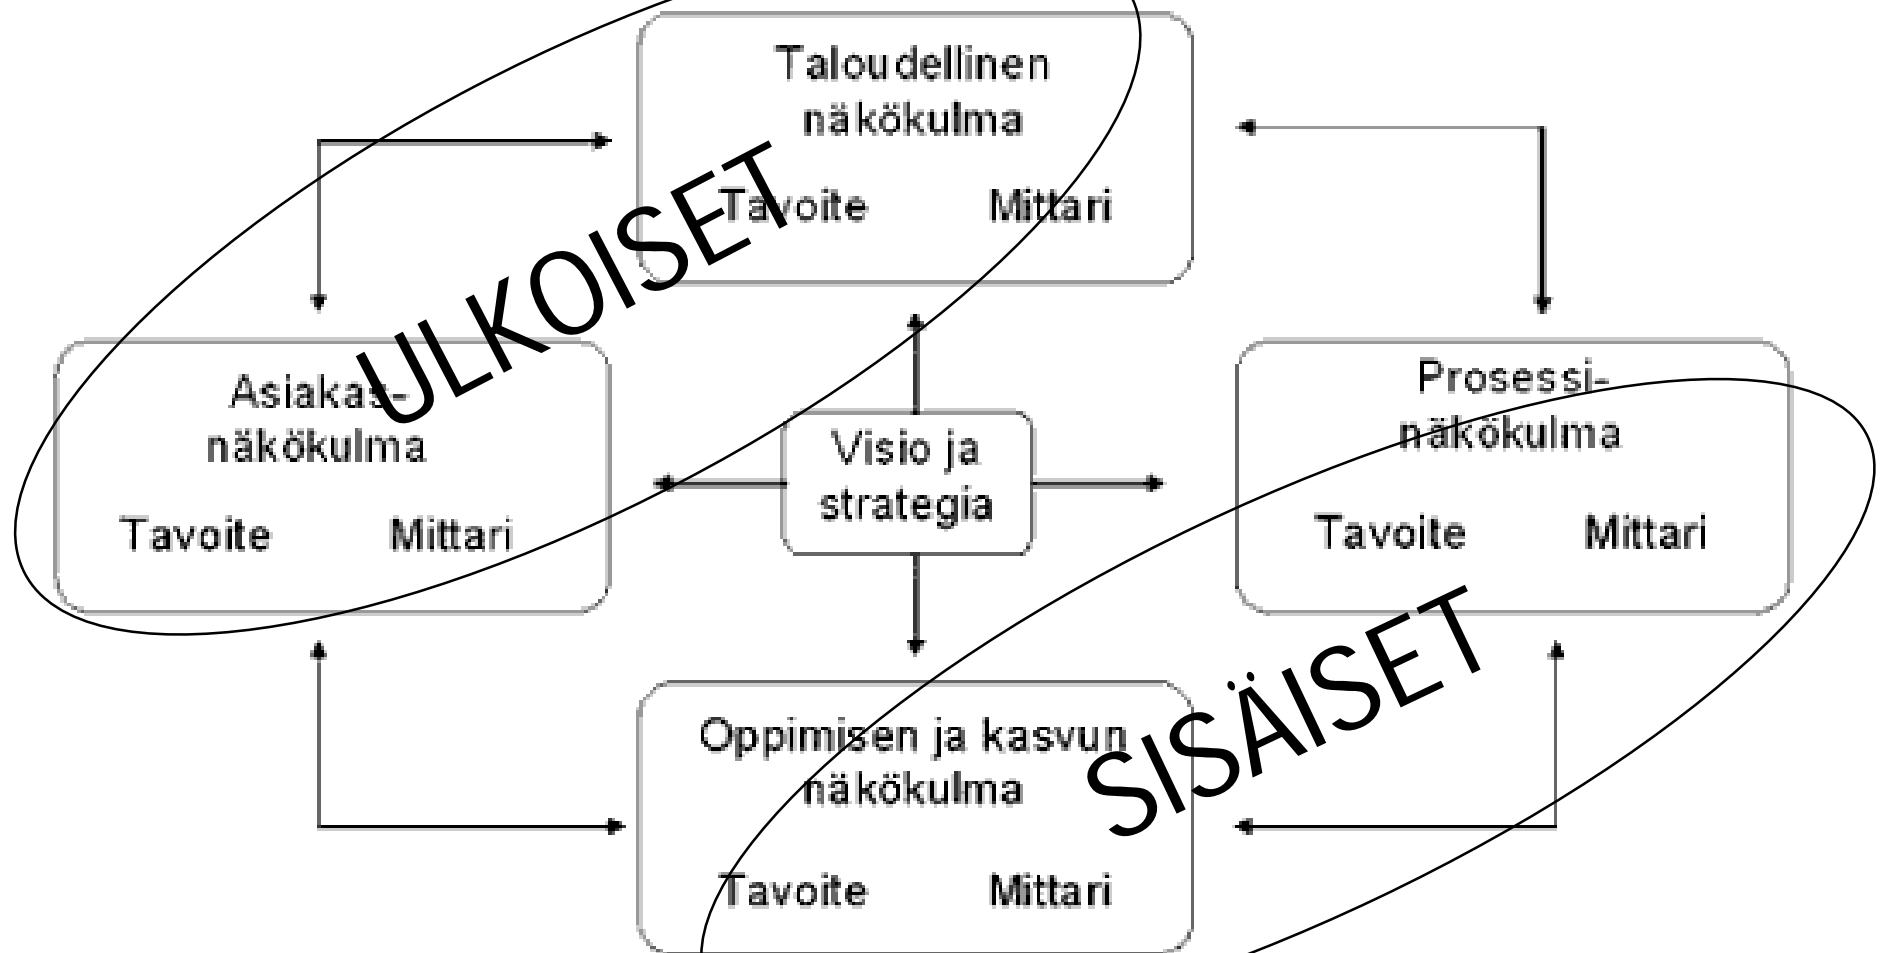 Taloudellinen
näkökulma
Tavoite Mittari
ULKOISET
Asiakas-
näkökulma
Tavoite Mittari
Visio ja
strategia
Prosessi-
näkökulma
Tavoite Mittari
SISÄISET
Oppimisen ja kasvun
näkökulma
Tavoite Mittari